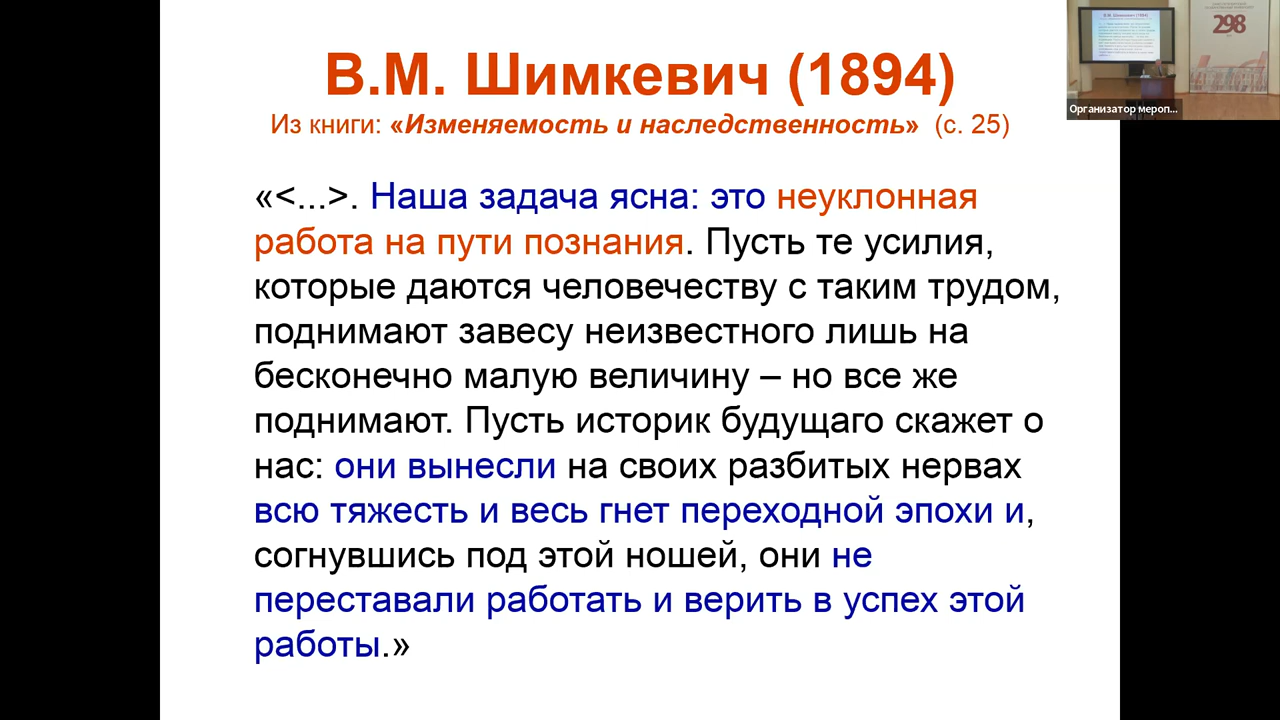 В.М. Шимкевич (1894)
Из книги: «Изменяемость и наследственность» (с. 25)
«<...>. Наша задача ясна: это неуклонная
работа на пути познания. Пусть те усилия,
которые даются человечеству с таким трудом,
поднимают завесу неизвестного лишь на
бесконечно малую величину – но все же
поднимают. Пусть историк будущаго скажет о
нас: они вынесли на своих разбитых нервах
всю тяжесть и весь гнет переходной эпохи и,
согнувшись под этой ношей, они не
переставали работать и верить в успех этой
работы.»
298
Организатор мероп...